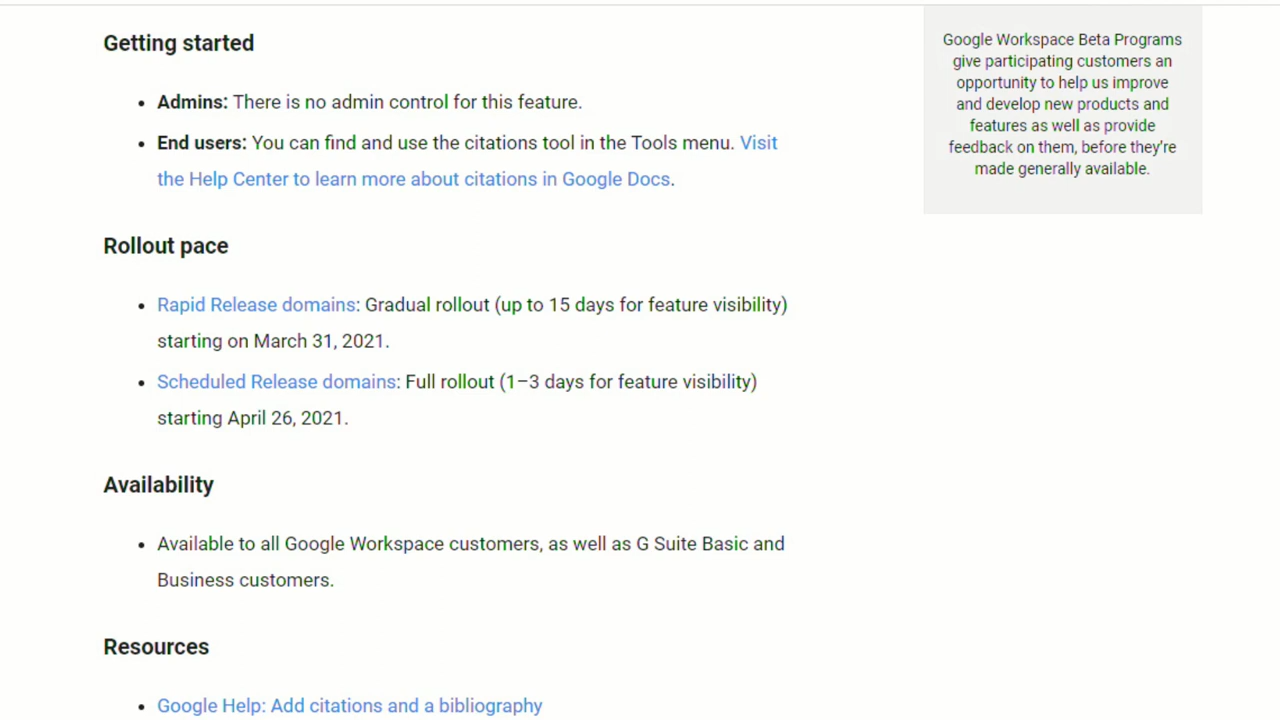 Getting started
• Admins: There is no admin control for this feature.
• End users: You can find and use the citations tool in the Tools menu. Visit
the Help Center to learn more about citations in Google Docs.
Rollout pace
• Rapid Release domains: Gradual rollout (up to 15 days for feature visibility)
starting on March 31, 2021.
• Scheduled Release domains: Full rollout (1–3 days for feature visibility)
starting April 26, 2021.
Availability
• Available to all Google Workspace customers, as well as G Suite Basic and
Business customers.
Resources
• Google Help: Add citations and a bibliography
Google Workspace Beta Programs
give participating customers an
opportunity to help us improve
and develop new products and
features as well as provide
feedback on them, before they're
made generally available.